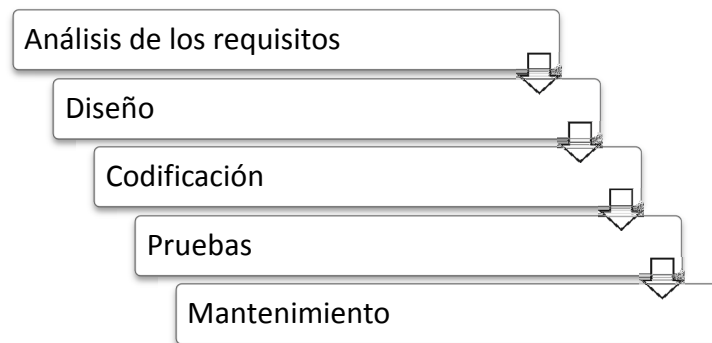 Análisis de los requisitos
Diseño
Codificación
Pruebas
Mantenimiento